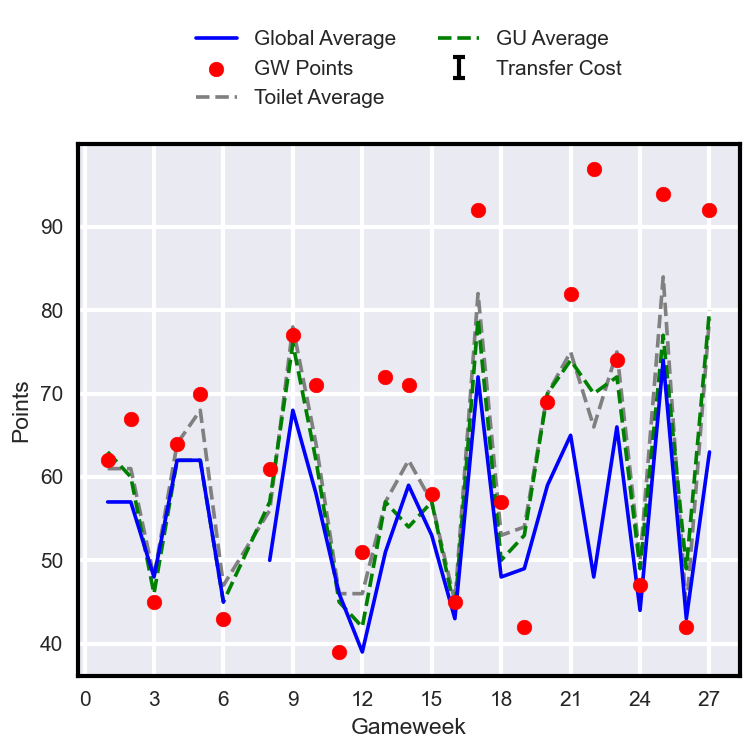 Global Average
GU Average
GW Points
Transfer Cost
Toilet Average
90
80
70
60
50
40
Points
0 3 6 9 12 15 18 21 24 27
Gameweek